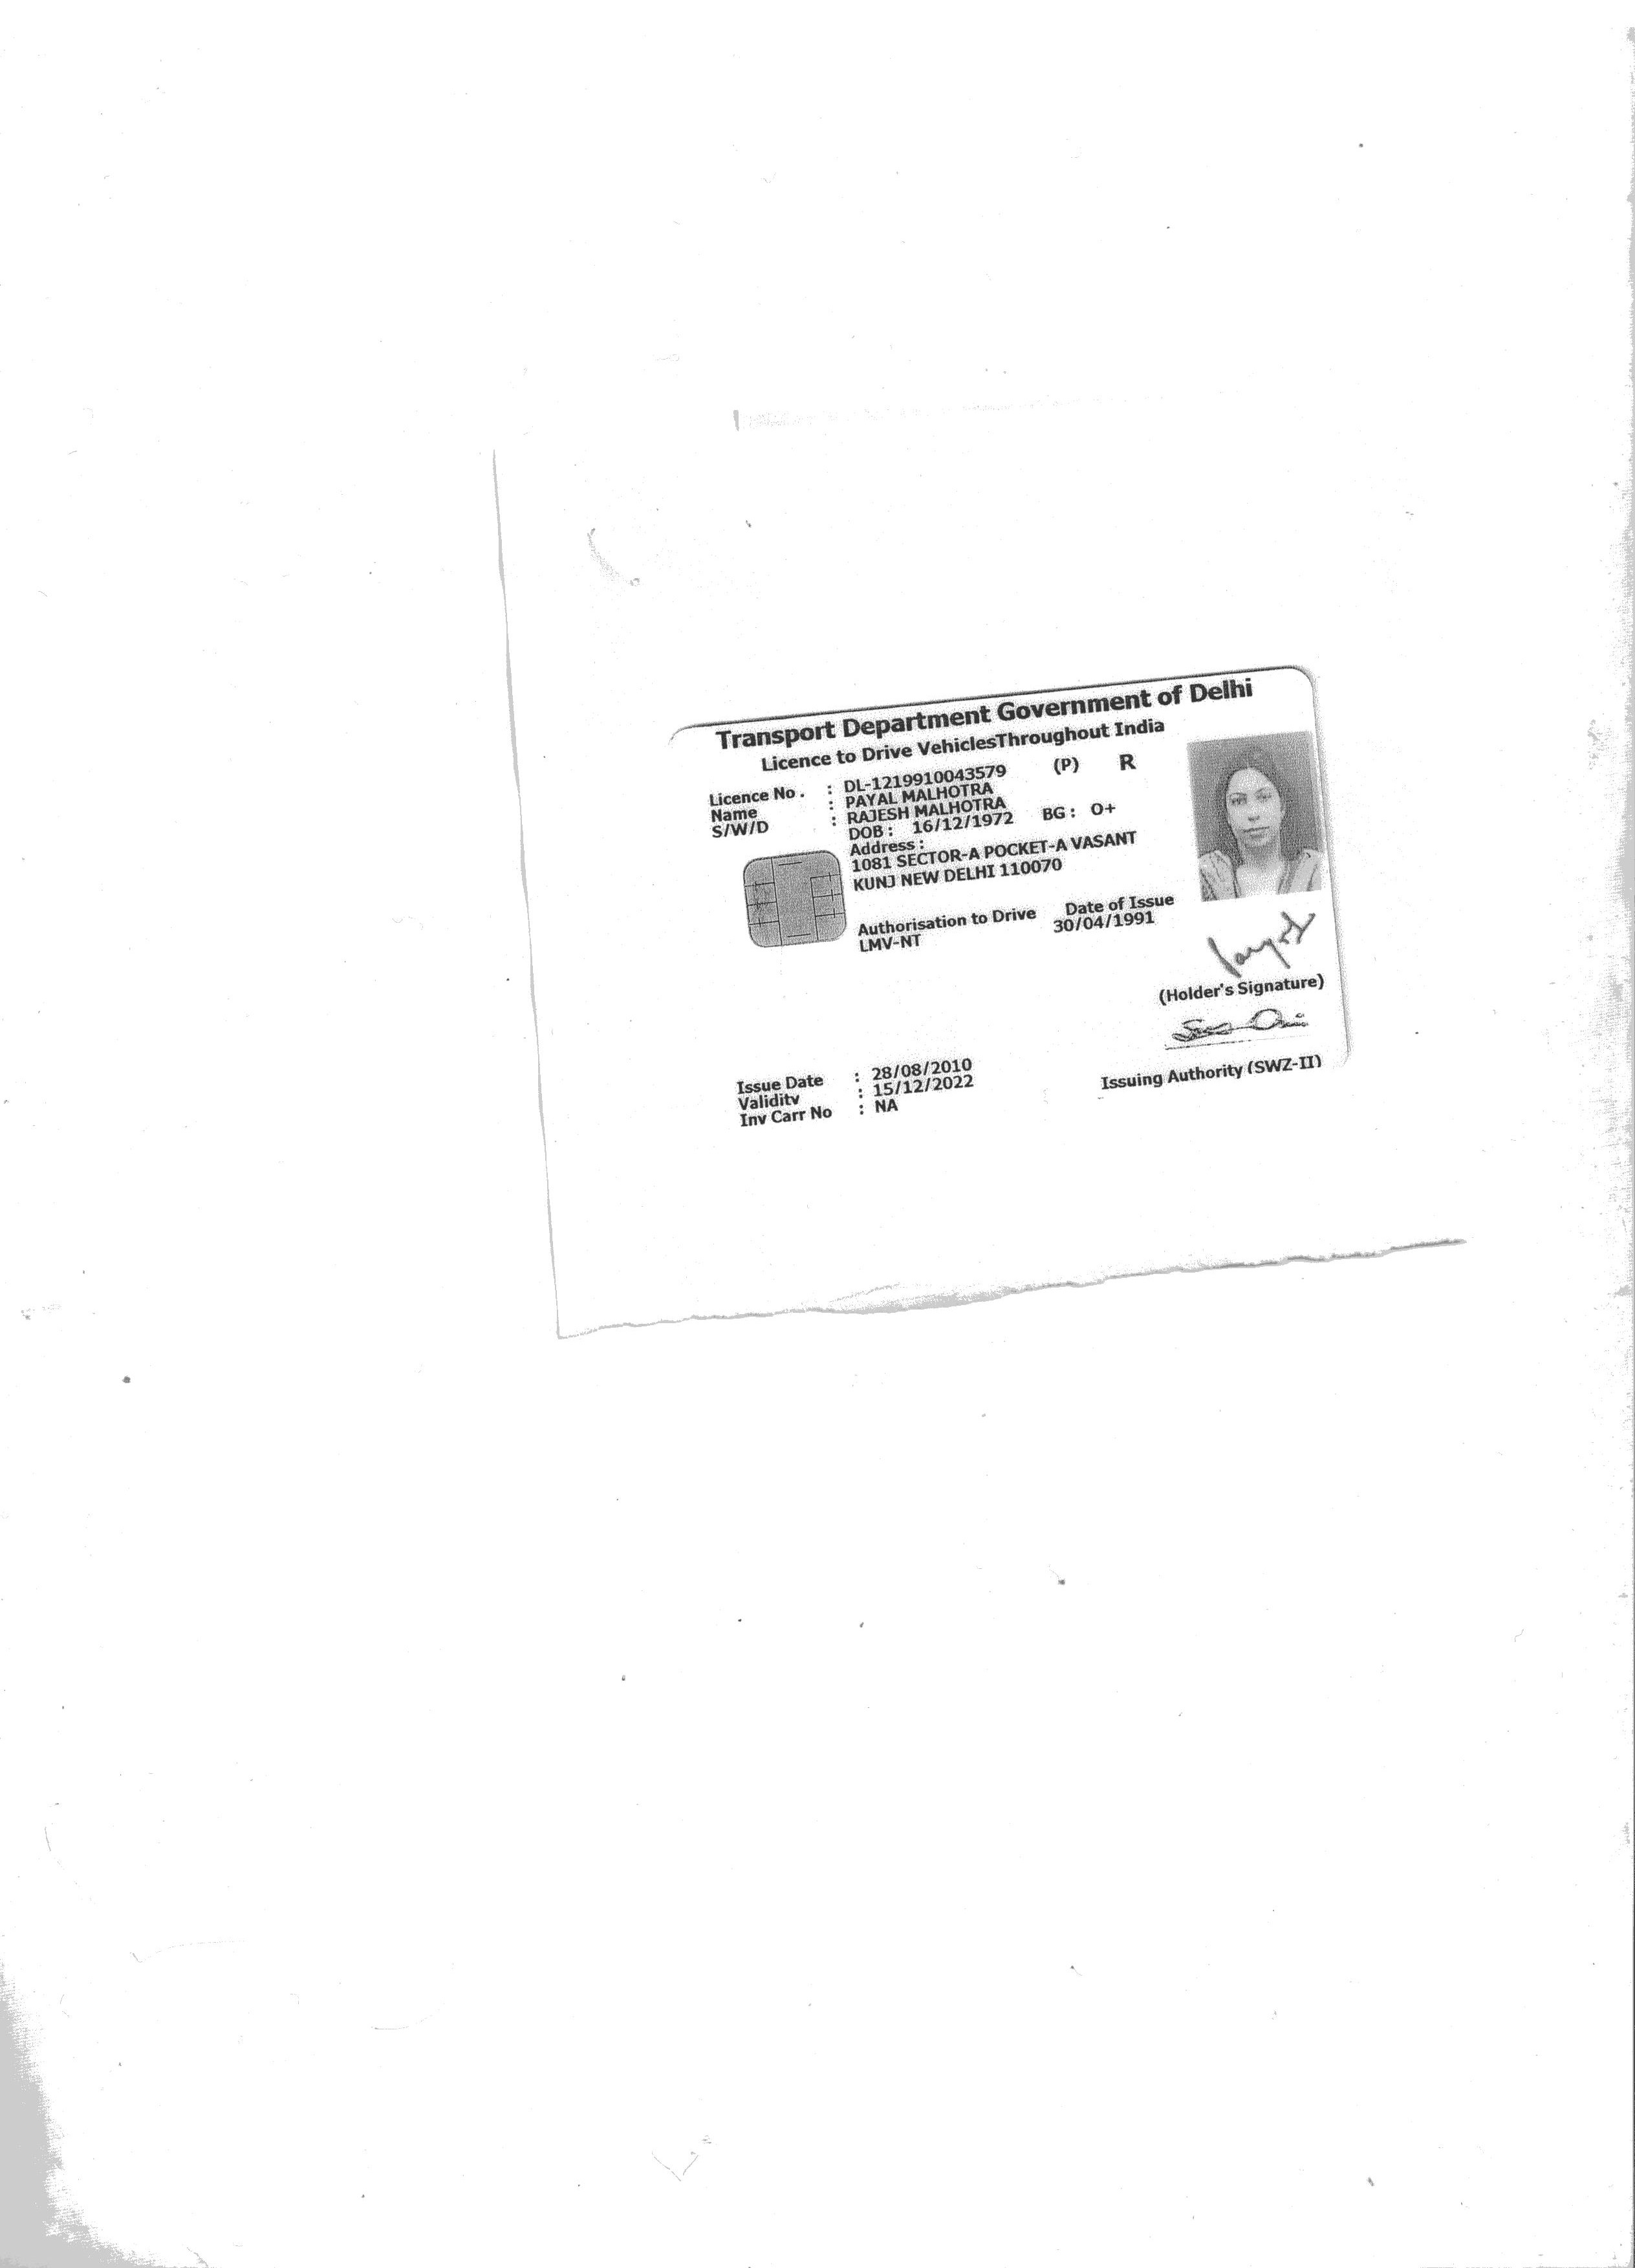 Transport Department Government of Delhi
Licence to Drive VehiclesThroughout India
Licence No. : DL-1219910043579 (P) R
Name : PAYAL MALHOTRA
S/W/D : RAJESH MALHOTRA
DOB : 16/12/1972 BG : O+
Address :
1081 SECTOR-A POCKET-A VASANT
KUNJ NEW DELHI 110070
Authorisation to Drive Date of Issue
LMV-NT 30/04/1991
(Holder's Signature)
Issue Date : 28/08/2010
Validity : 15/12/2022
Inv Carr No : NA
Issuing Authority (SWZ-II)